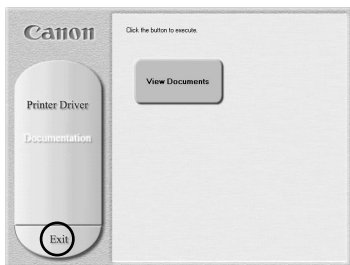 Canon
Click the button to execute.
View Documents
Printer Driver
Documentation
Exit